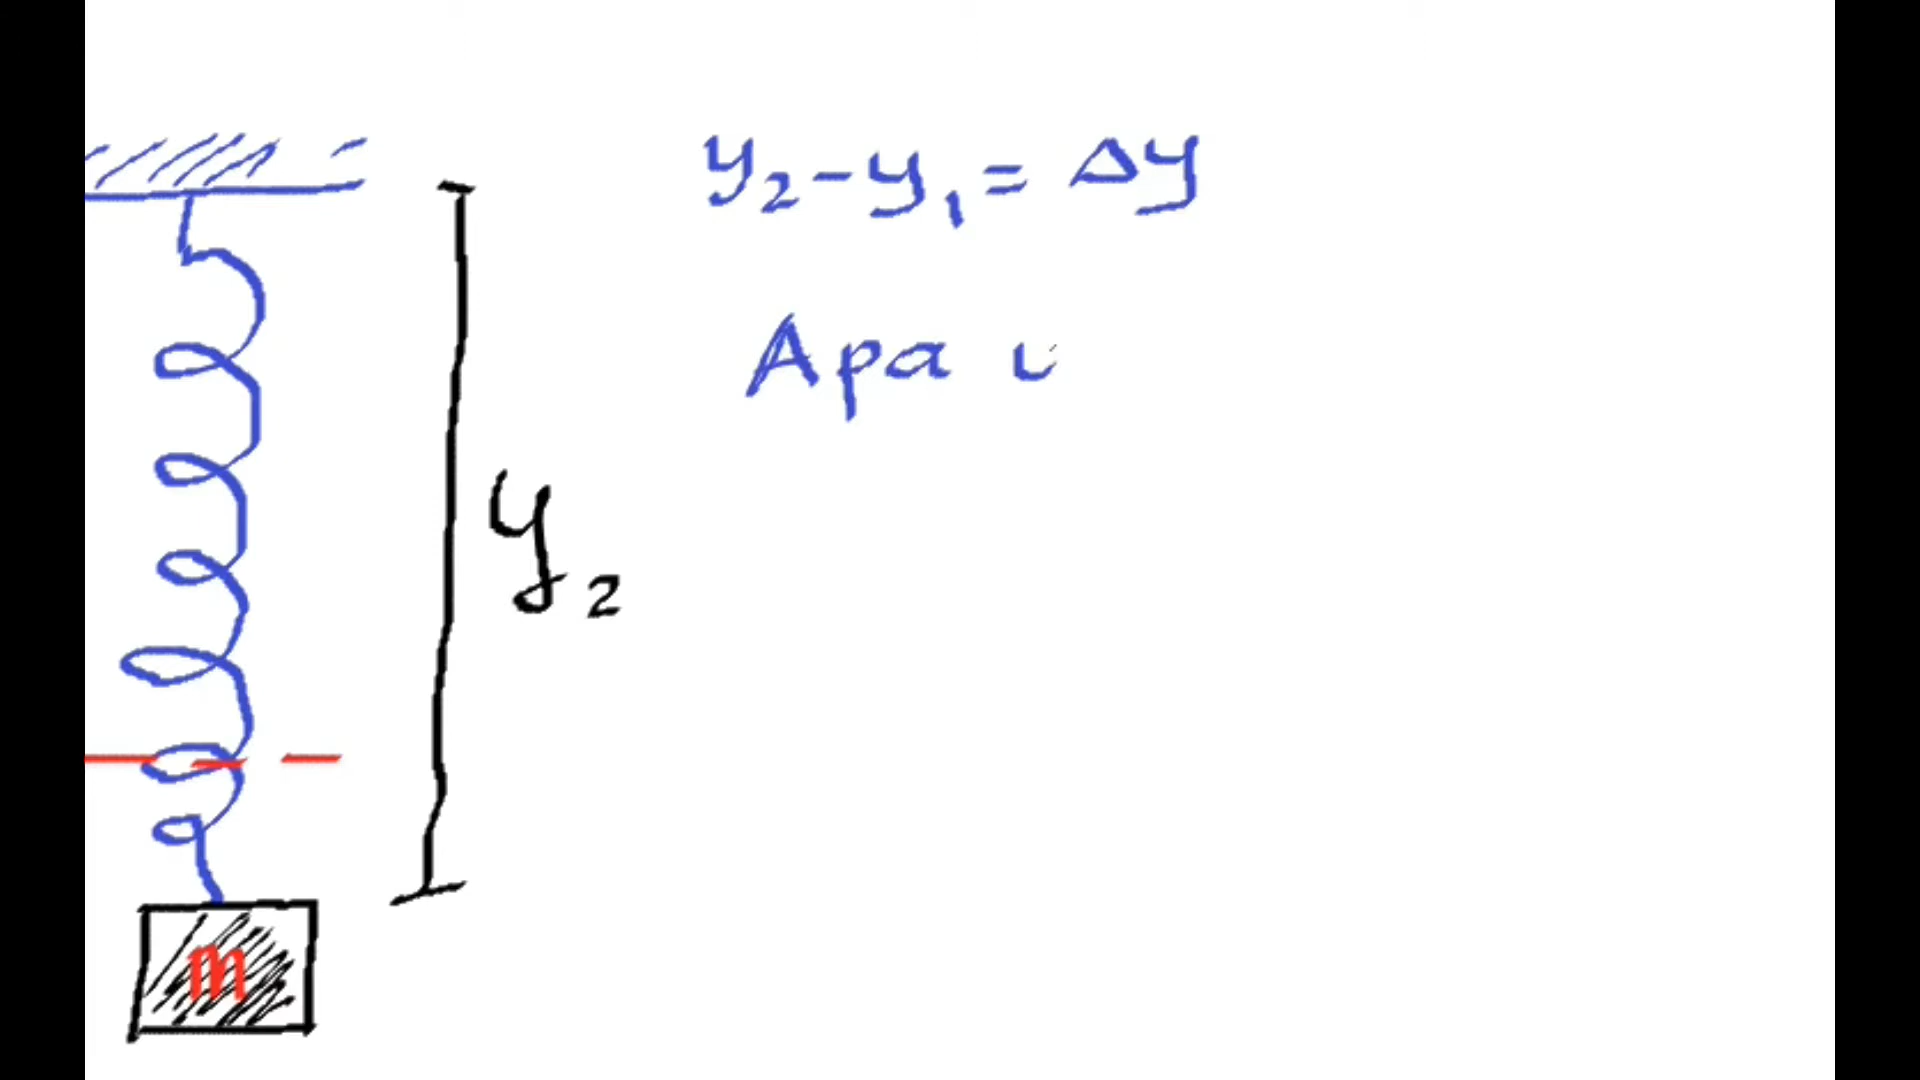 y₂ - y₁ = Δy
Apa
y₂
m